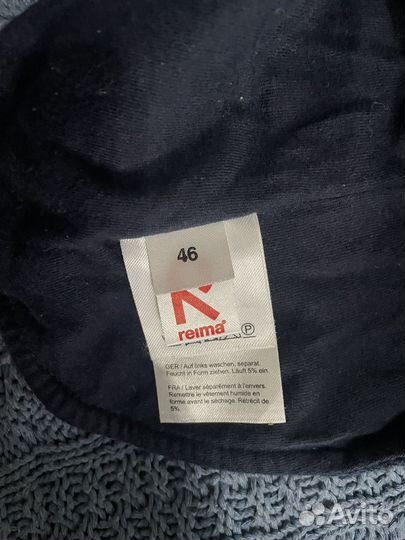 46
reima®
P
GER / Auf links waschen, separat.
Feucht in Form ziehen. Läuft 5% ein.
FRA / Laver séparément à l'envers.
Remettre le vêtement humide en
forme avant le séchage. Rétrécit de
5%.
Avito